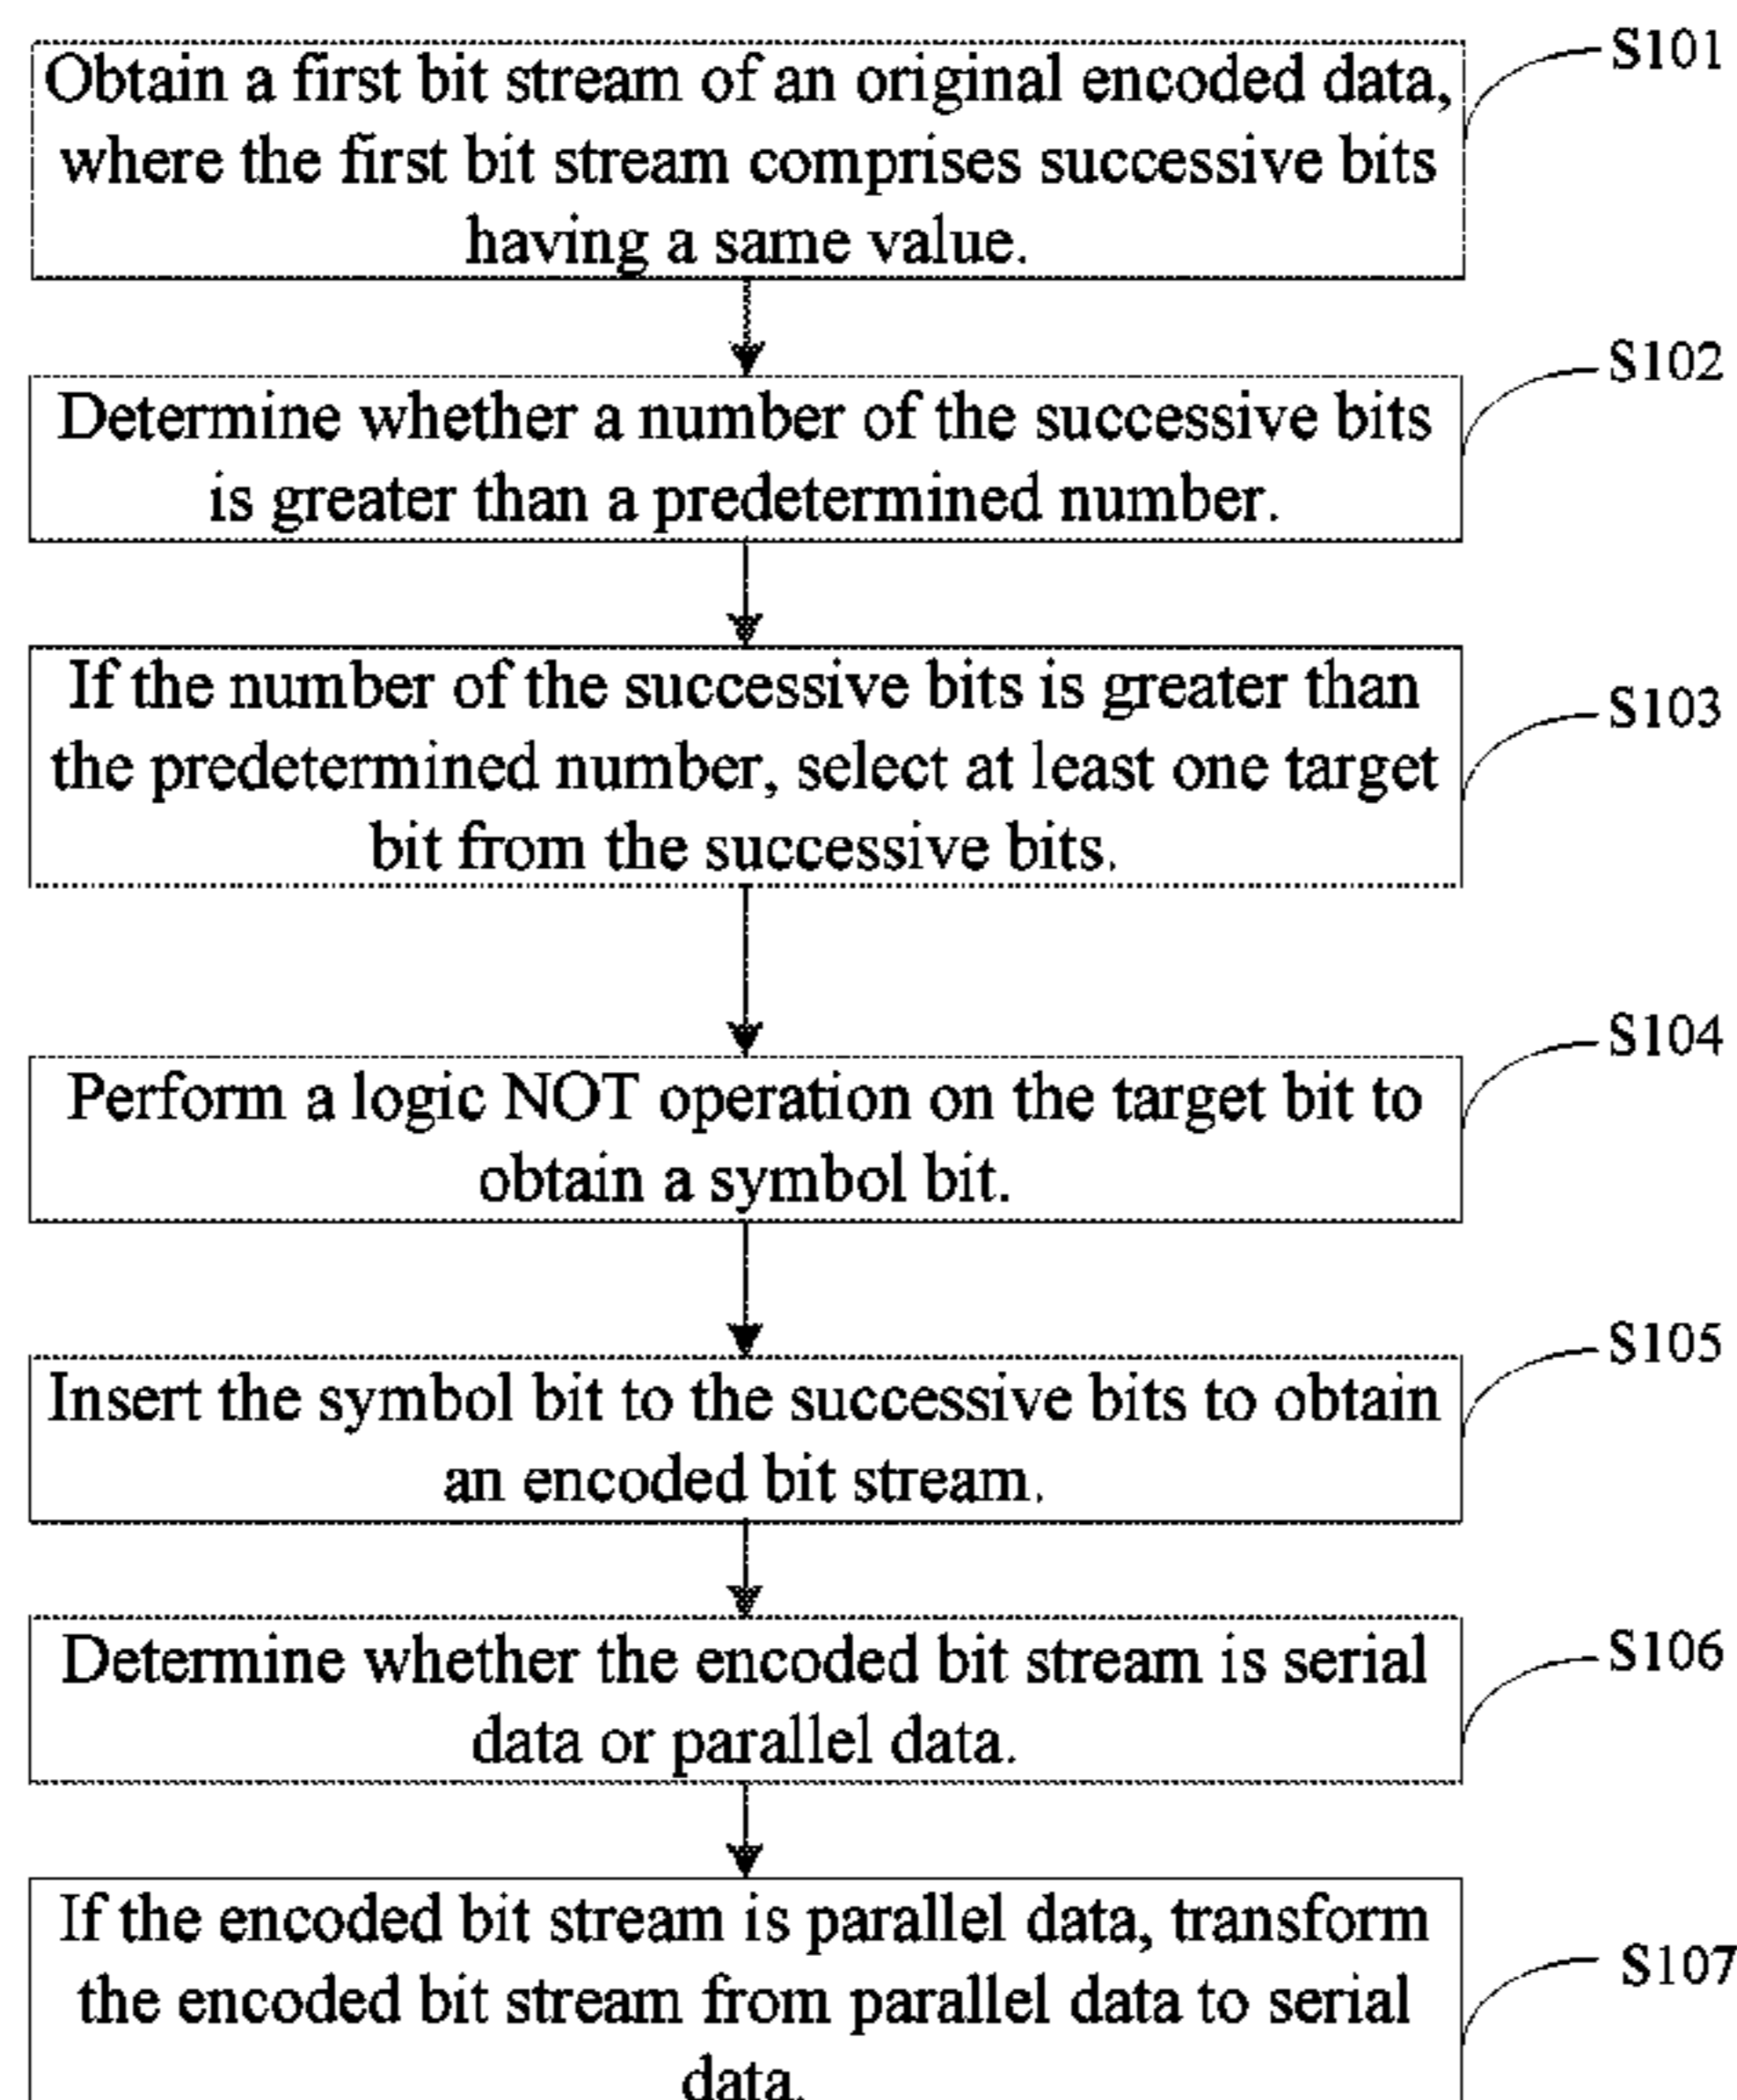 S101
Obtain a first bit stream of an original encoded data,
where the first bit stream comprises successive bits
having a same value.
S102
Determine whether a number of the successive bits
is greater than a predetermined number.
S103
If the number of the successive bits is greater than
the predetermined number, select at least one target
bit from the successive bits.
S104
Perform a logic NOT operation on the target bit to
obtain a symbol bit.
S105
Insert the symbol bit to the successive bits to obtain
an encoded bit stream.
S106
Determine whether the encoded bit stream is serial
data or parallel data.
S107
If the encoded bit stream is parallel data, transform
the encoded bit stream from parallel data to serial
data.